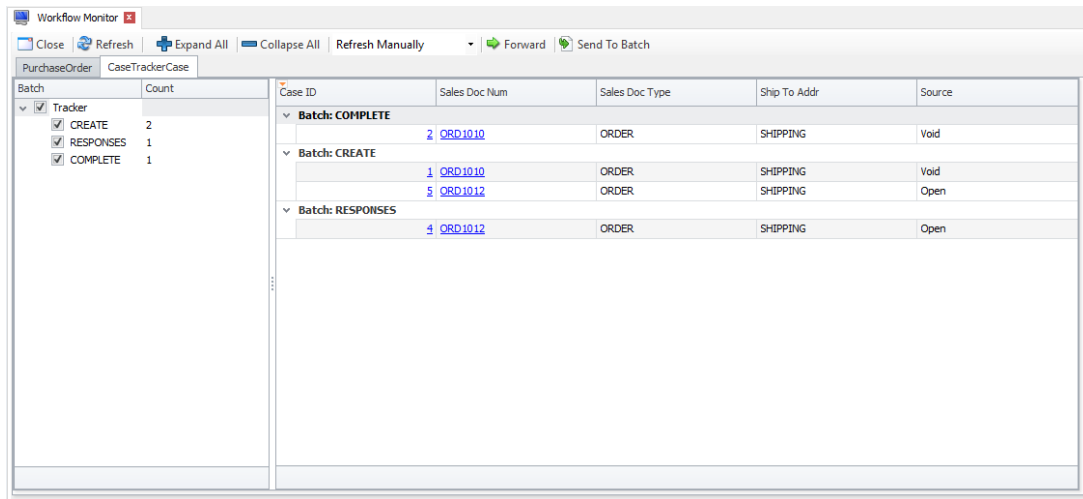 Workflow Monitor
Close Refresh Expand All Collapse All Refresh Manually Forward Send To Batch
PurchaseOrder CaseTrackerCase
Batch Count
Tracker
CREATE 2
RESPONSES 1
COMPLETE 1
Case ID Sales Doc Num Sales Doc Type Ship To Addr Source
Batch: COMPLETE
2 ORD1010 ORDER SHIPPING Void
Batch: CREATE
1 ORD1010 ORDER SHIPPING Void
5 ORD1012 ORDER SHIPPING Open
Batch: RESPONSES
4 ORD1012 ORDER SHIPPING Open